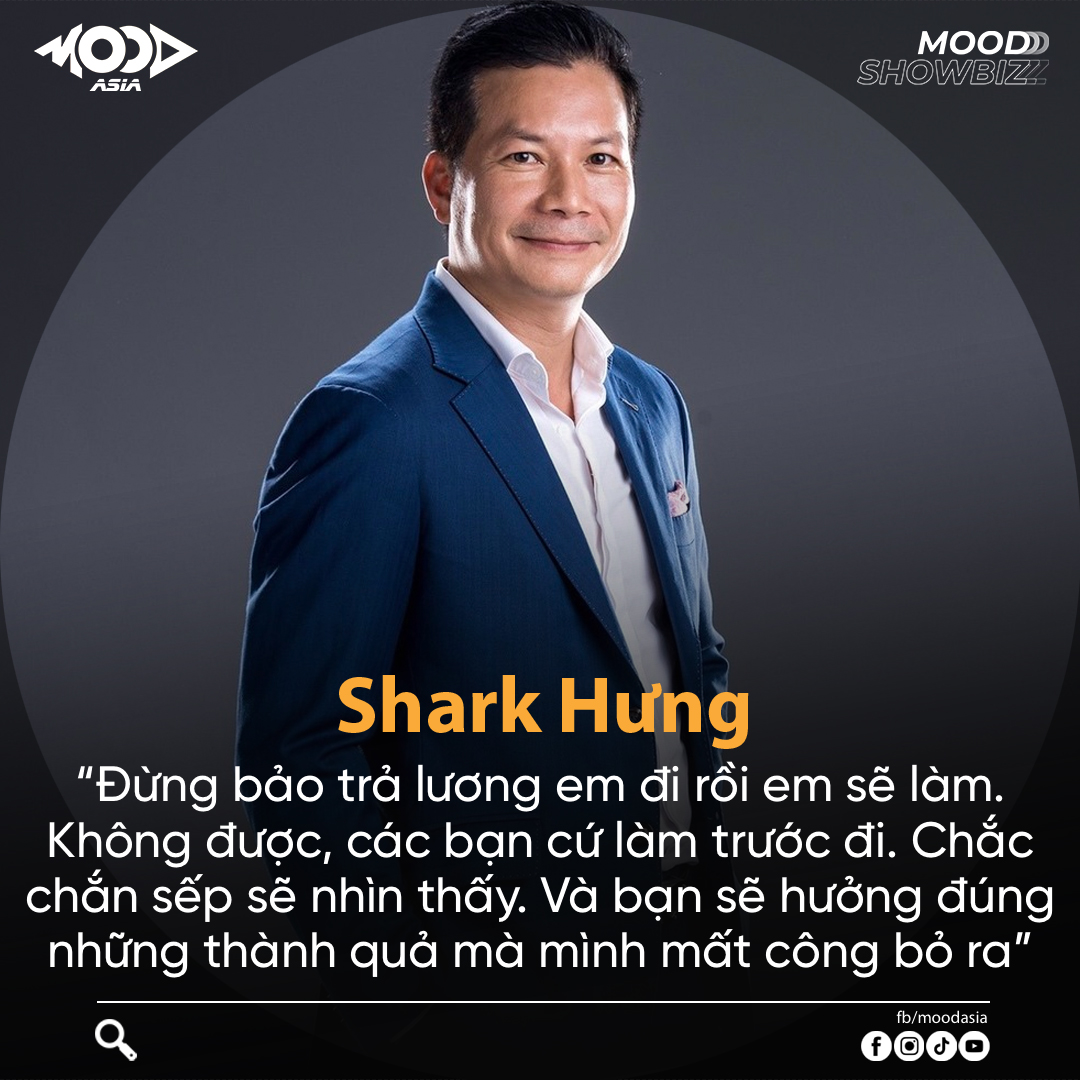 MOOD
ASIA
MOOD
SHOWBIZ
Shark Hưng
“Đừng bảo trả lương em đi rồi em sẽ làm.
Không được, các bạn cứ làm trước đi. Chắc
chắn sếp sẽ nhìn thấy. Và bạn sẽ hưởng đúng
những thành quả mà mình mất công bỏ ra”
fb/moodasia